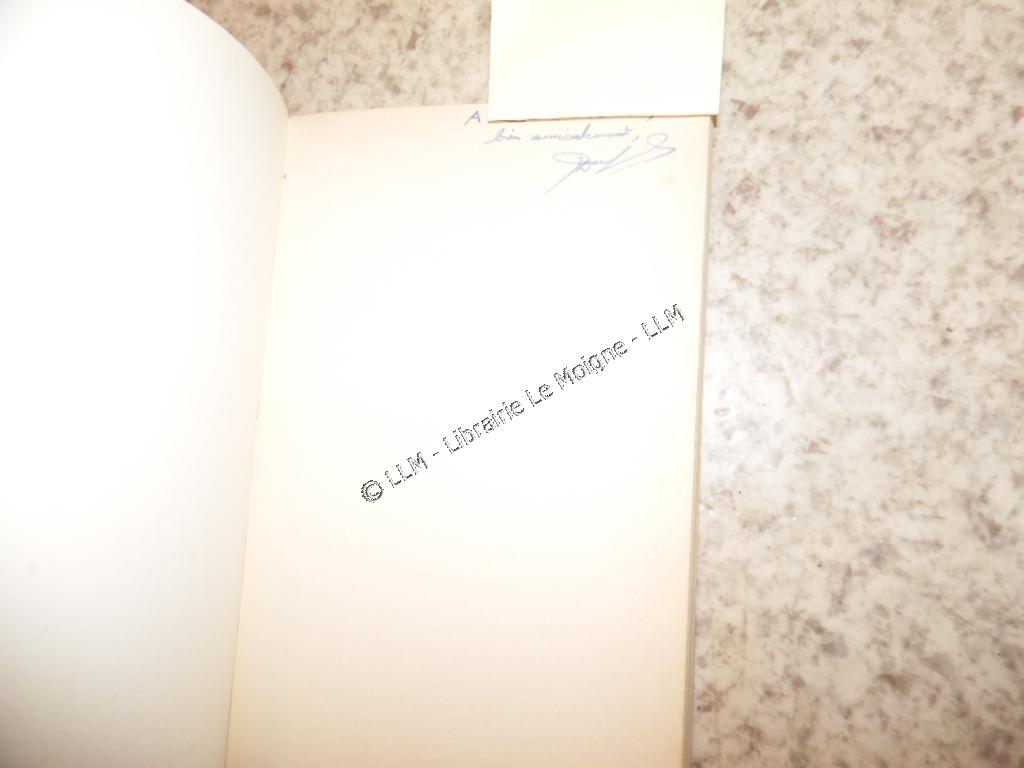 A
bien amicalement,
© LLM - Librairie Le Moigne - LLM